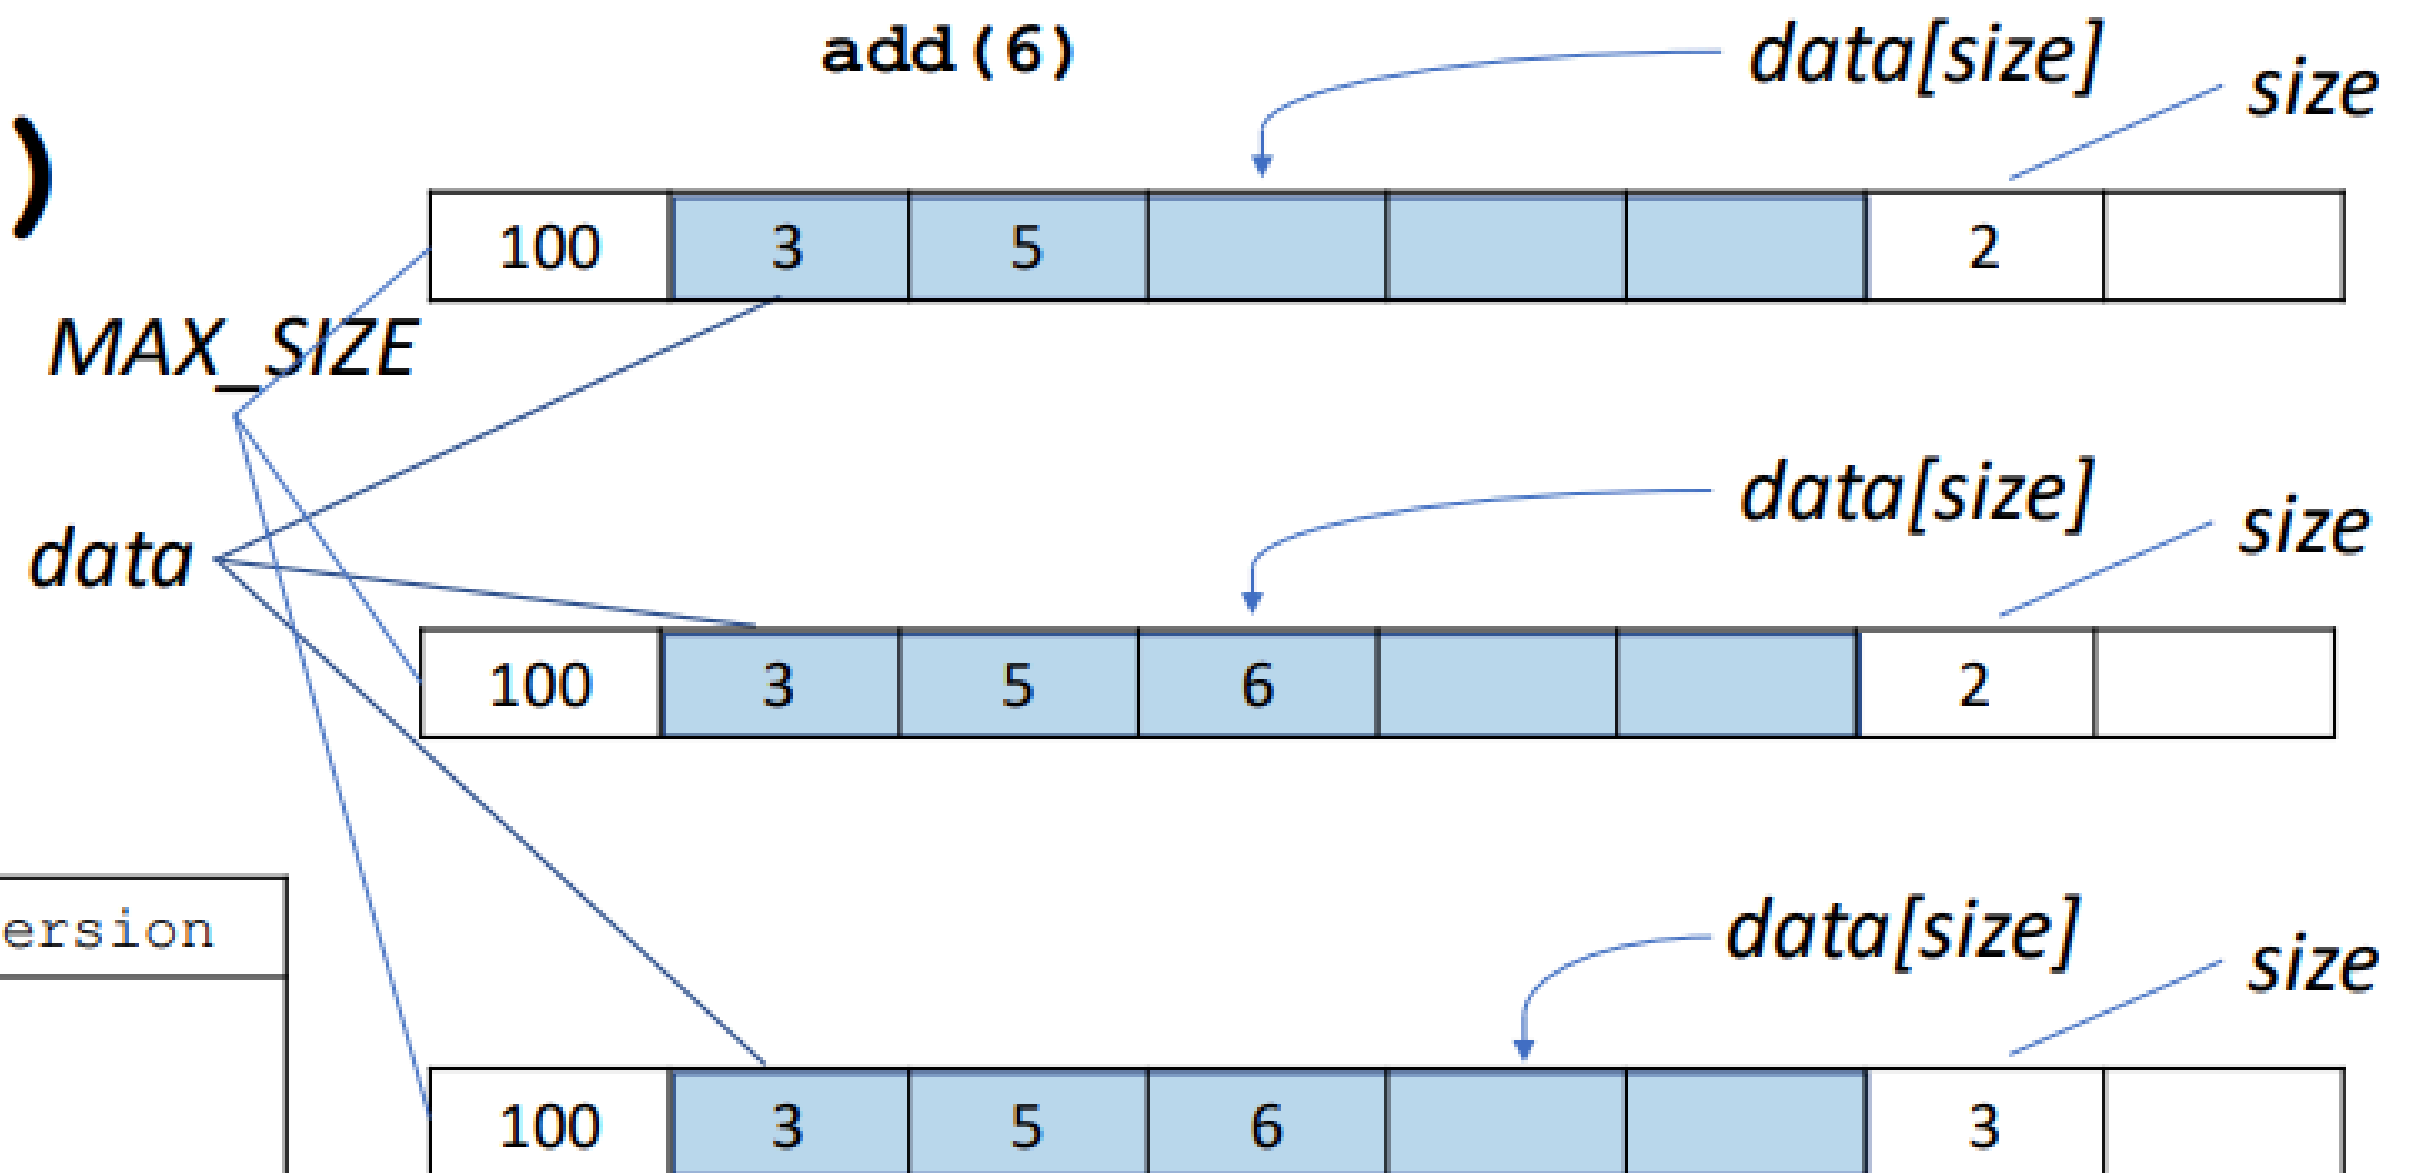 add(6)
data[size]
size
)
100 3 5 2
MAX_SIZE
data[size]
size
data
100 3 5 6 2
ersion
data[size]
size
100 3 5 6 3